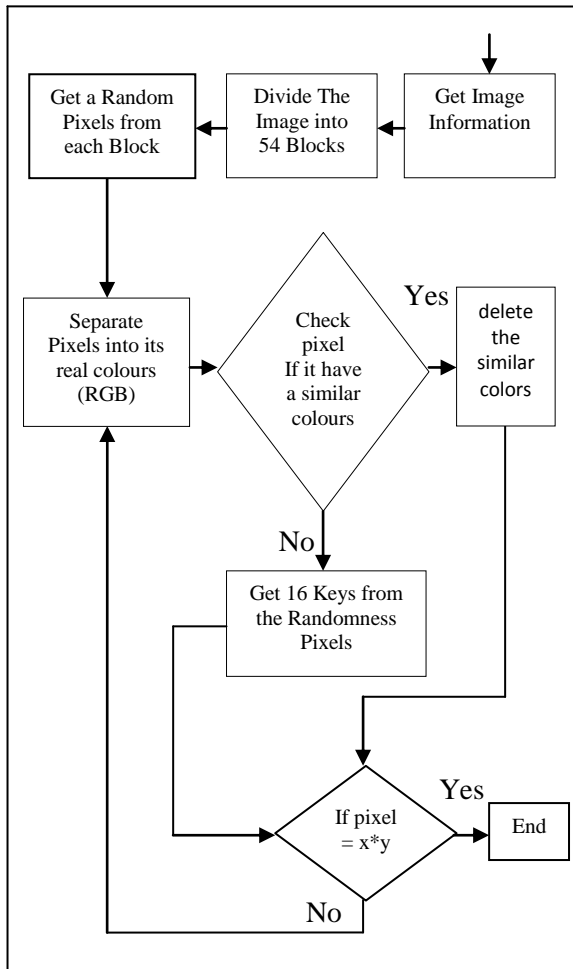 Get Image
Information
Divide The
Image into
54 Blocks
Get a Random
Pixels from
each Block
Separate
Pixels into its
real colours
(RGB)
Check
pixel
If it have
a similar
colours
Yes
delete
the
similar
colors
No
Get 16 Keys from
the Randomness
Pixels
If pixel
= x*y
Yes
End
No